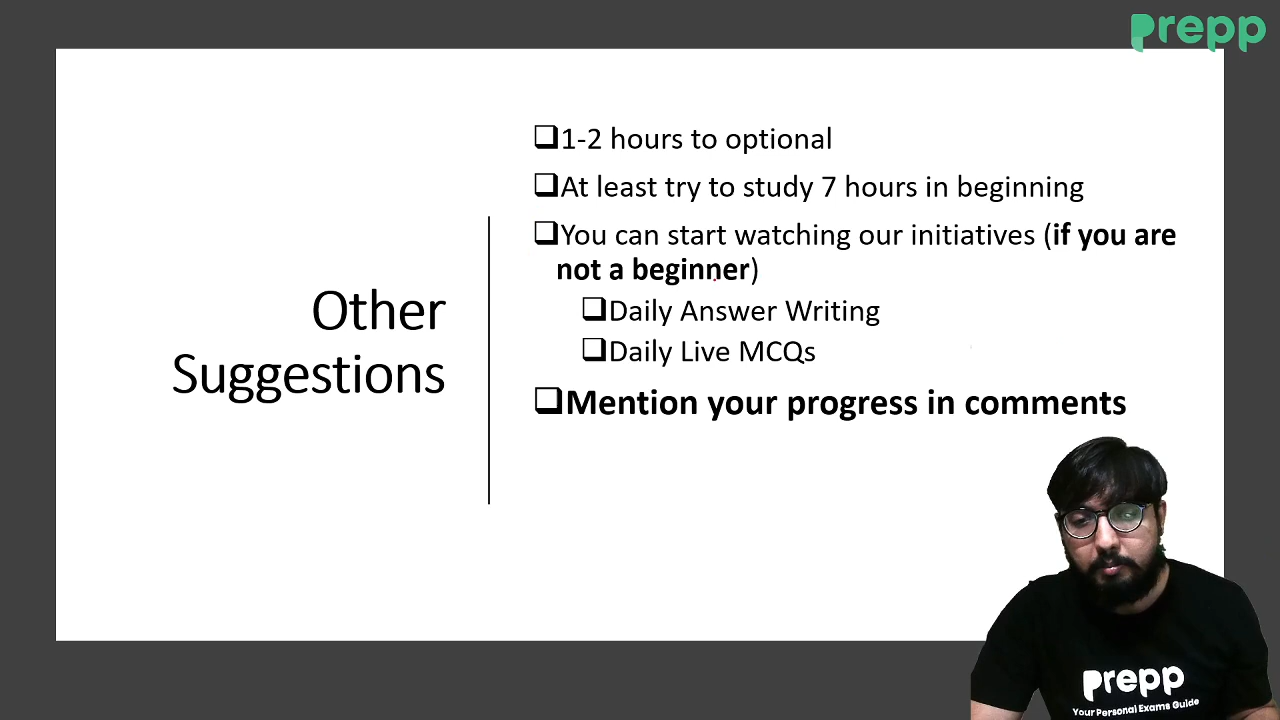 prepp
❑1-2 hours to optional
❑At least try to study 7 hours in beginning
❑You can start watching our initiatives (if you are
not a beginner)
❑Daily Answer Writing
❑Daily Live MCQs
❑Mention your progress in comments
Other
Suggestions
prepp
Your Personal Exams Guide